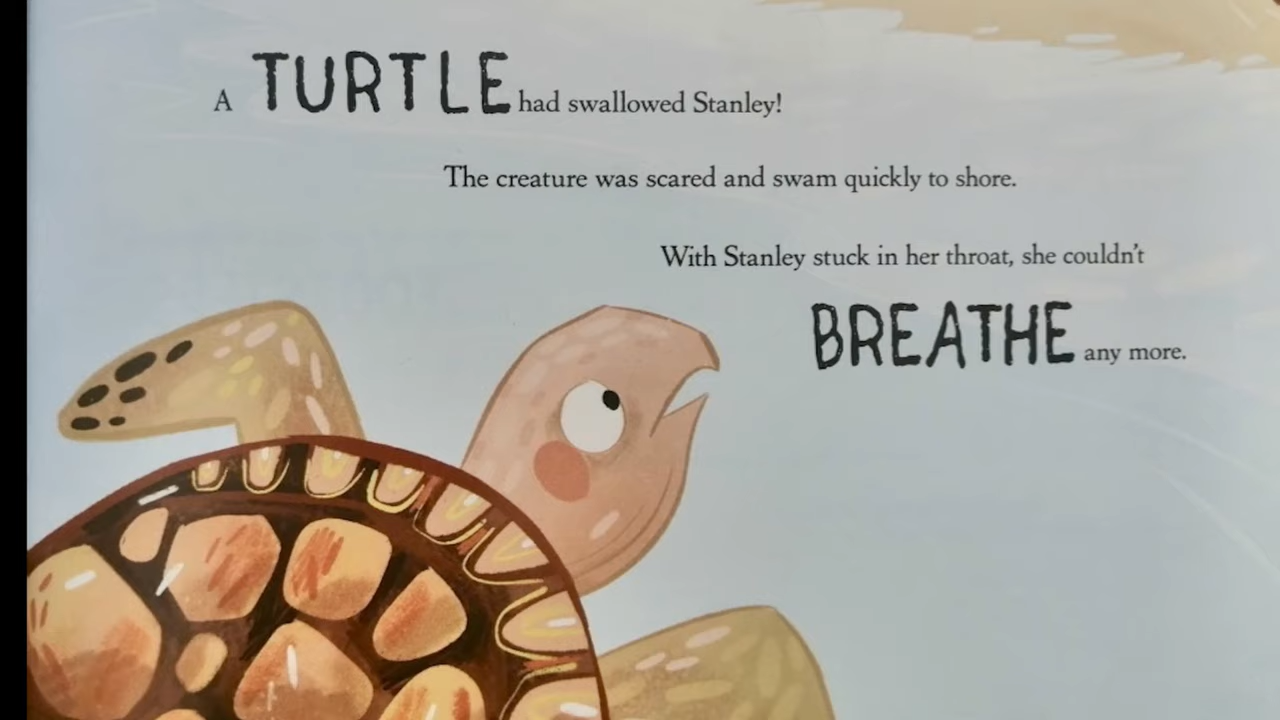 A TURTLE had swallowed Stanley!
The creature was scared and swam quickly to shore.
With Stanley stuck in her throat, she couldn't
BREATHE any more.